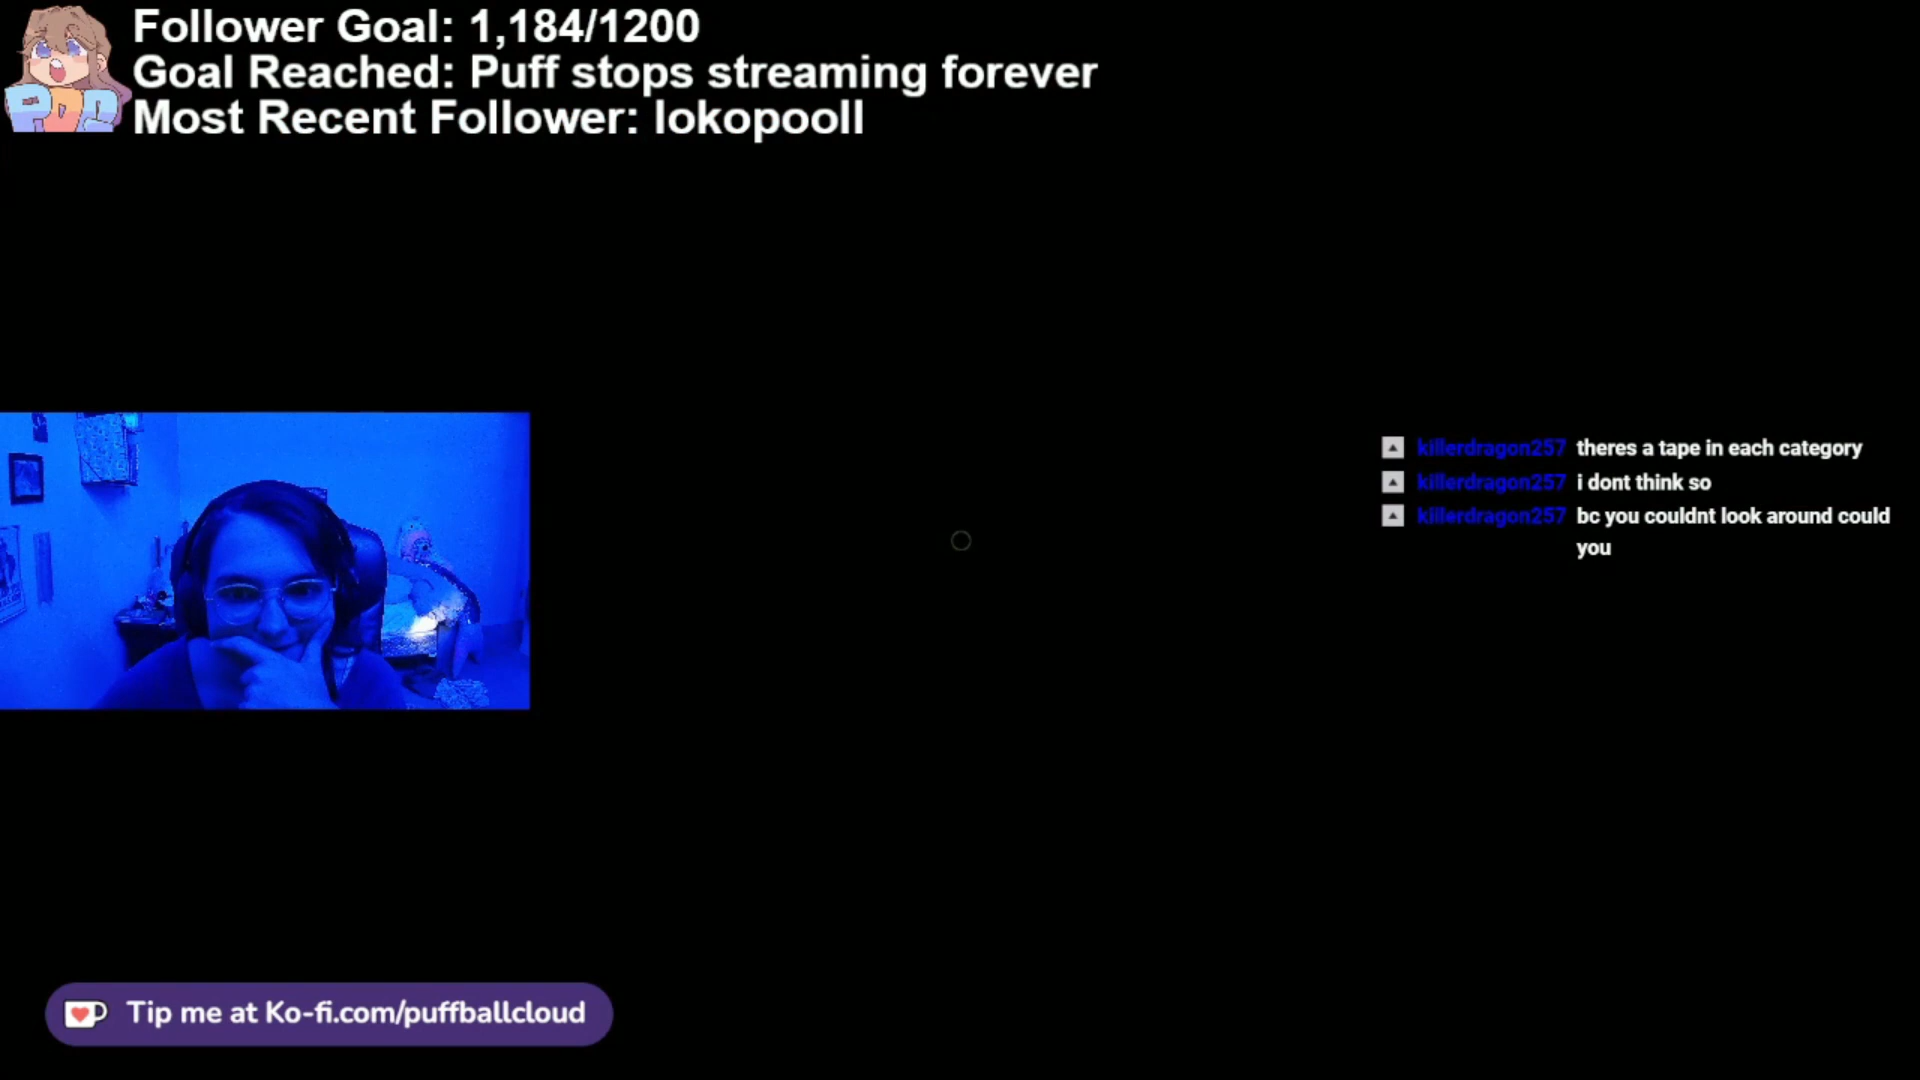 Follower Goal: 1,184/1200
Goal Reached: Puff stops streaming forever
Most Recent Follower: lokopooll
POG
killerdragon257 theres a tape in each category
killerdragon257 i dont think so
killerdragon257 bc you couldnt look around could
you
Tip me at Ko-fi.com/puffballcloud